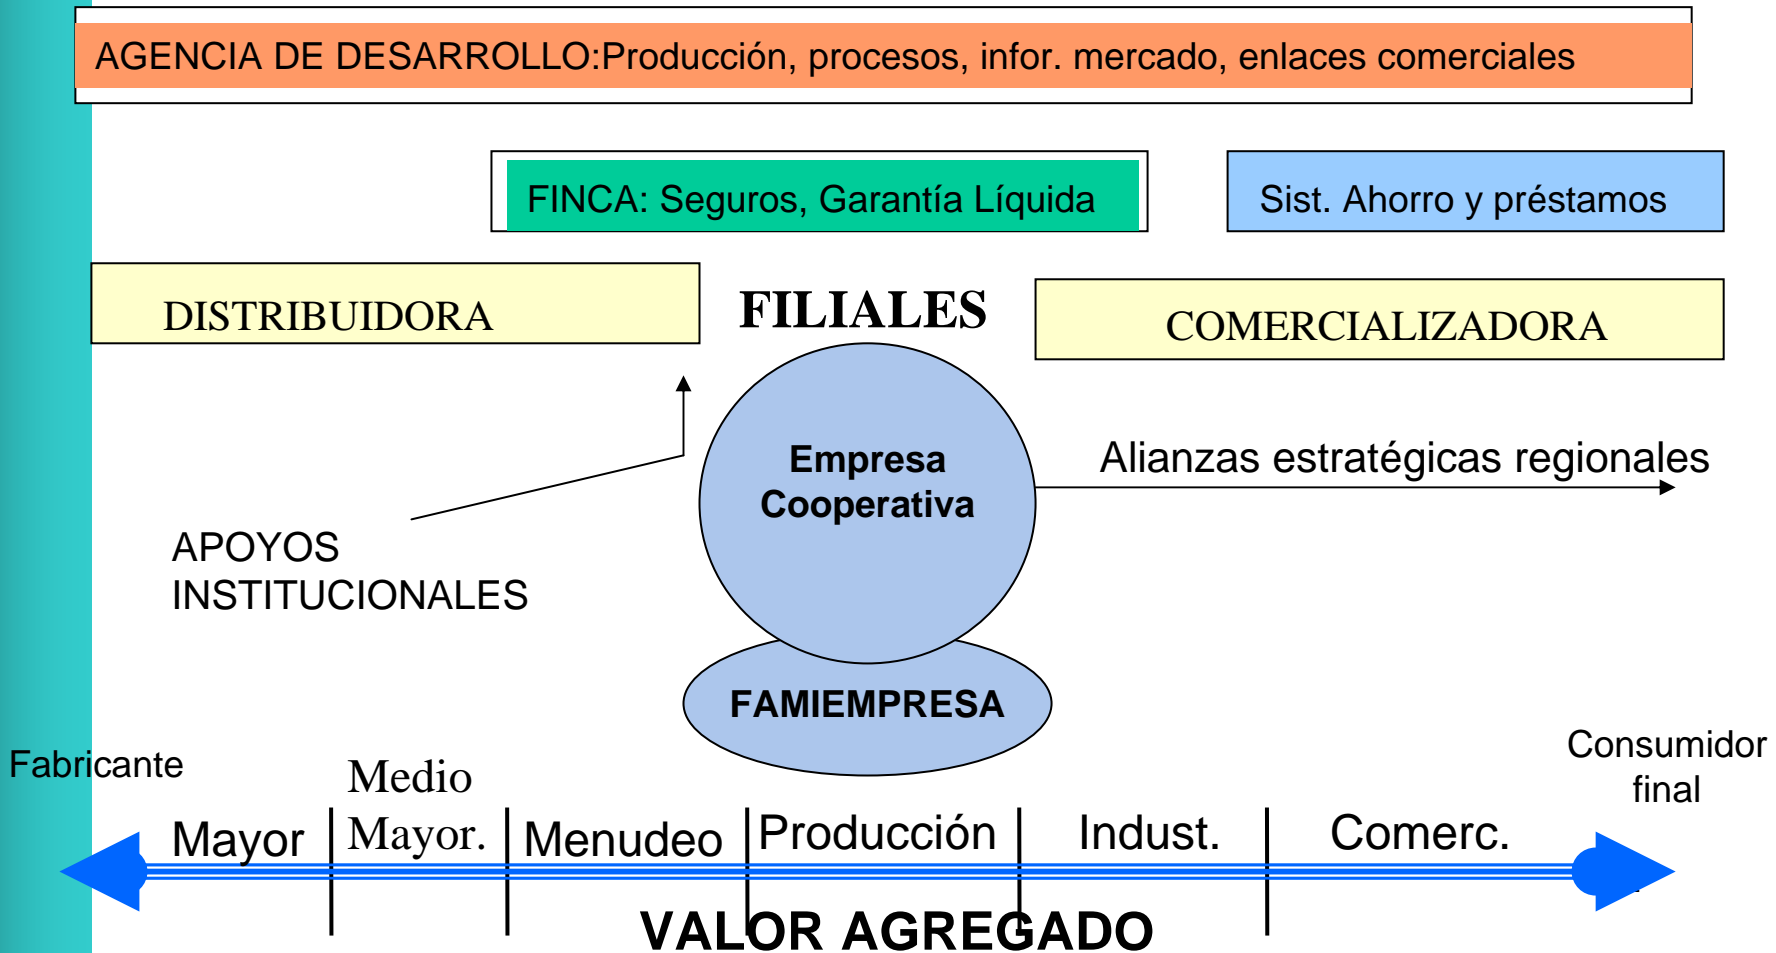 AGENCIA DE DESARROLLO:Producción, procesos, infor. mercado, enlaces comerciales
FINCA: Seguros, Garantía Líquida
Sist. Ahorro y préstamos
DISTRIBUIDORA
FILIALES
COMERCIALIZADORA
Empresa
Cooperativa
Alianzas estratégicas regionales
APOYOS
INSTITUCIONALES
FAMIEMPRESA
Fabricante
Consumidor
final
Mayor
Medio
Mayor.
Menudeo
Producción
Indust.
Comerc.
VALOR AGREGADO